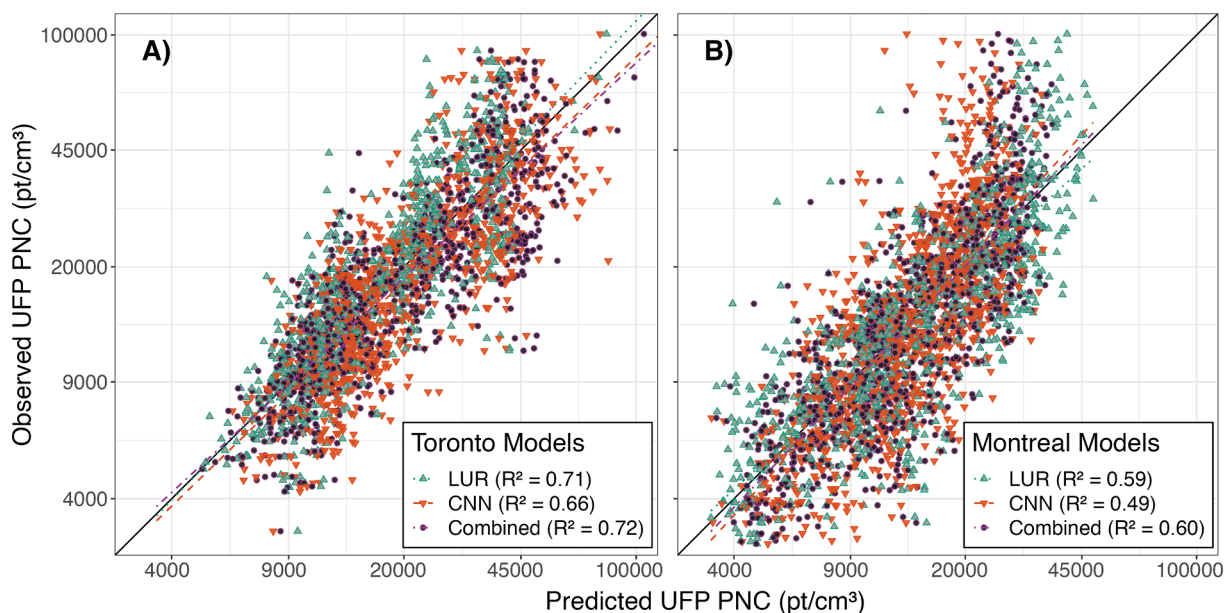 A)
B)
Observed UFP PNC (pt/cm³)
100000
45000
20000
9000
4000
Toronto Models
LUR (R² = 0.71)
CNN (R² = 0.66)
Combined (R² = 0.72)
Montreal Models
LUR (R² = 0.59)
CNN (R² = 0.49)
Combined (R² = 0.60)
4000 9000 20000 45000 100000
4000 9000 20000 45000 100000
Predicted UFP PNC (pt/cm³)